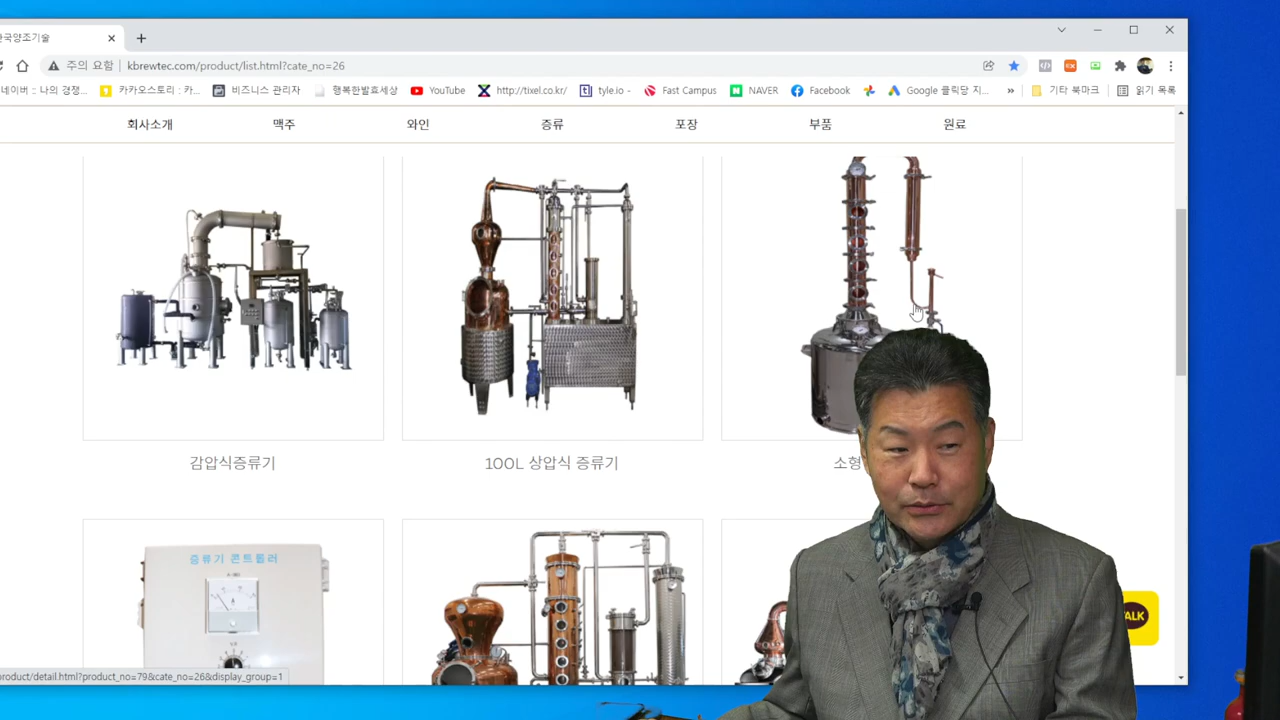 한국양조기술
주의 요함 kbrewtec.com/product/list.html?cate_no=26
네이버 :: 나의 경쟁... 카카오스토리 : 카... 비즈니스 관리자 행복한발효세상 YouTube http://tixel.co.kr/ tyle.io - Fast Campus NAVER Facebook Google 클릭당 지... » 기타 북마크 읽기 목록
회사소개 맥주 와인 증류 포장 부품 원료
감압식증류기 100L 상압식 증류기 소형
증류기 콘트롤러
ALK
product/detail.html?product_no=79&cate_no=26&display_group=1